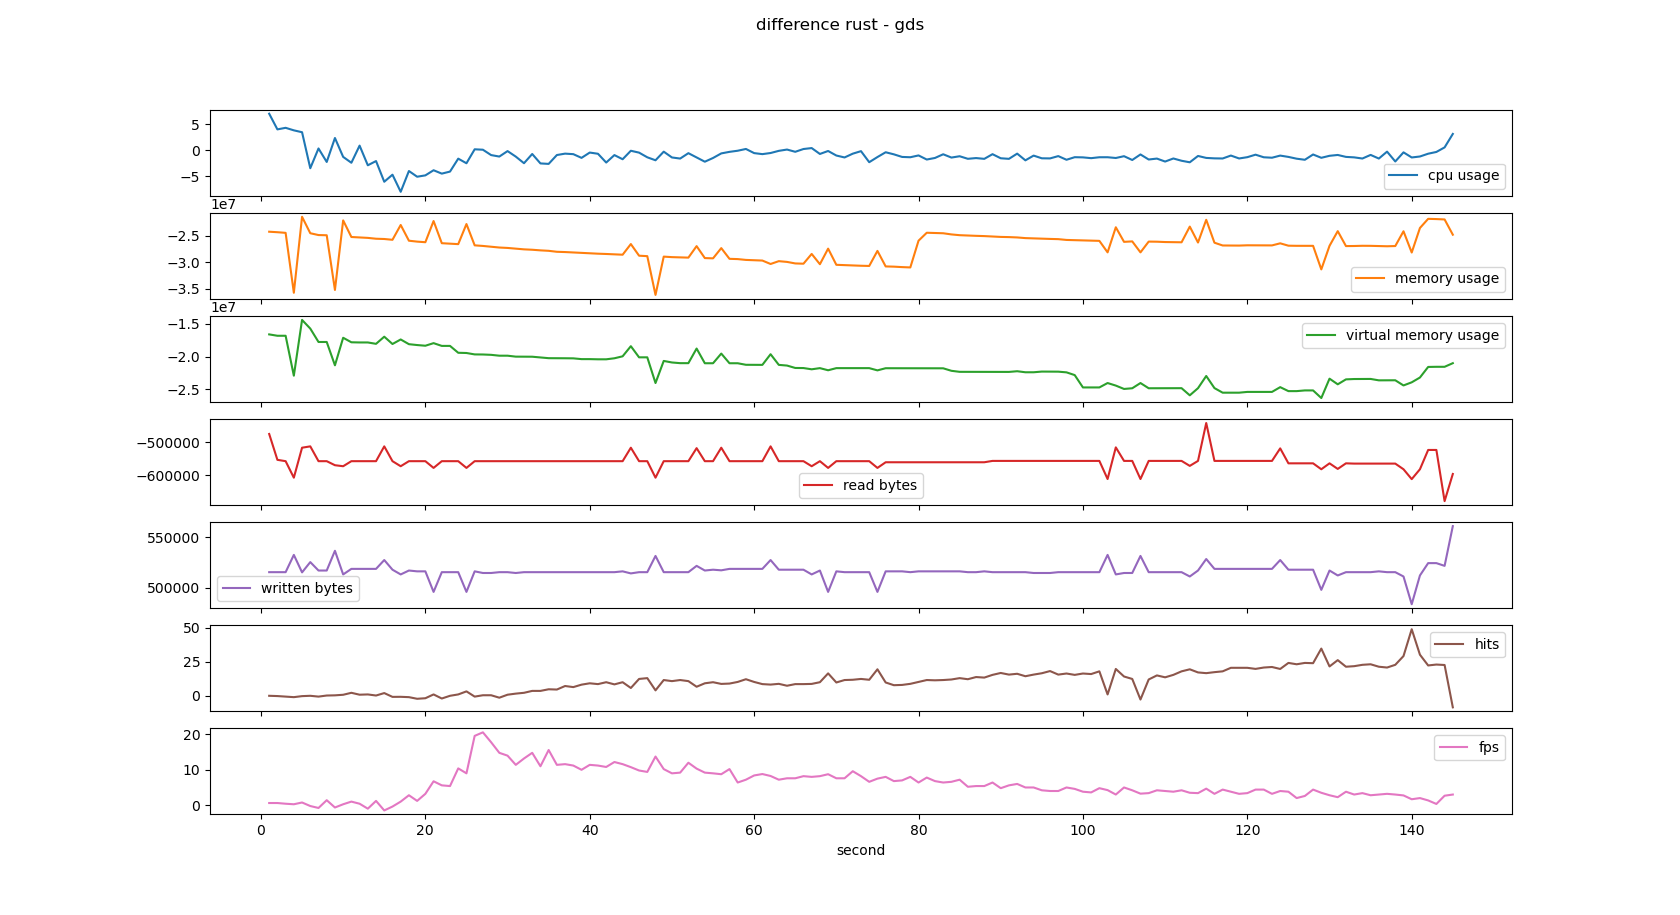 difference rust - gds
5
0
−5
cpu usage
1e7
−2.5
−3.0
−3.5
memory usage
1e7
−1.5
−2.0
−2.5
virtual memory usage
−500000
−600000
read bytes
550000
500000
written bytes
50
25
0
hits
20
10
0
fps
0 20 40 60 80 100 120 140
second